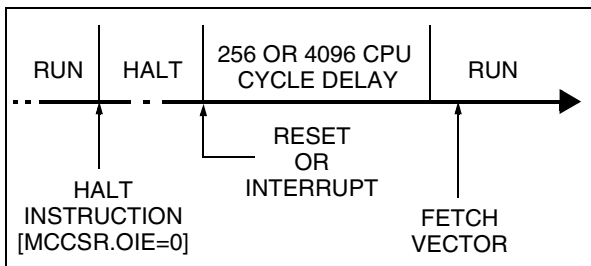 RUN
HALT
256 OR 4096 CPU
CYCLE DELAY
RUN
HALT
INSTRUCTION
[MCCSR.OIE=0]
RESET
OR
INTERRUPT
FETCH
VECTOR